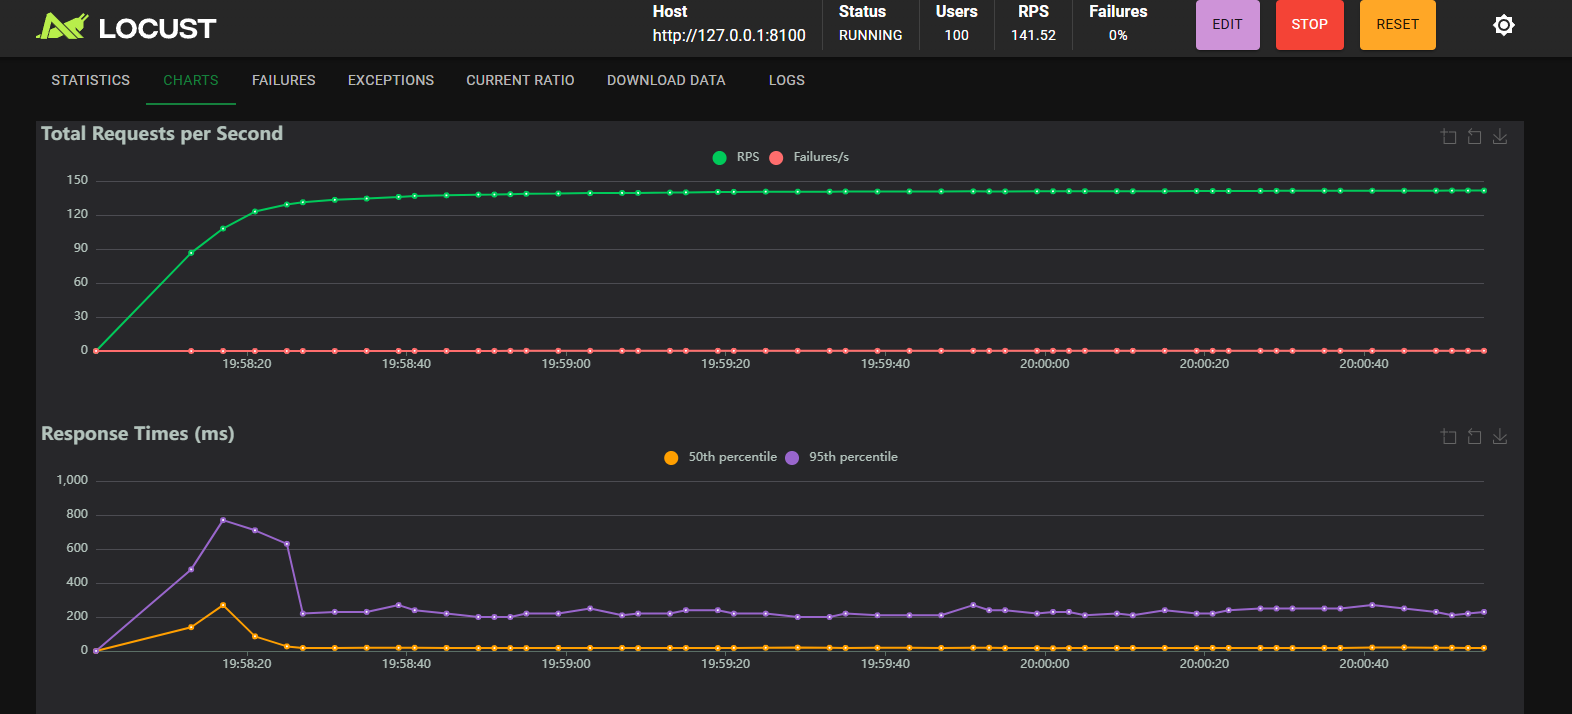 LOCUST
Host
http://127.0.0.1:8100
Status
RUNNING
Users
100
RPS
141.52
Failures
0%
EDIT
STOP
RESET
STATISTICS CHARTS FAILURES EXCEPTIONS CURRENT RATIO DOWNLOAD DATA LOGS
Total Requests per Second
RPS Failures/s
150
120
90
60
30
0
19:58:20 19:58:40 19:59:00 19:59:20 19:59:40 20:00:00 20:00:20 20:00:40
Response Times (ms)
50th percentile 95th percentile
1,000
800
600
400
200
0
19:58:20 19:58:40 19:59:00 19:59:20 19:59:40 20:00:00 20:00:20 20:00:40